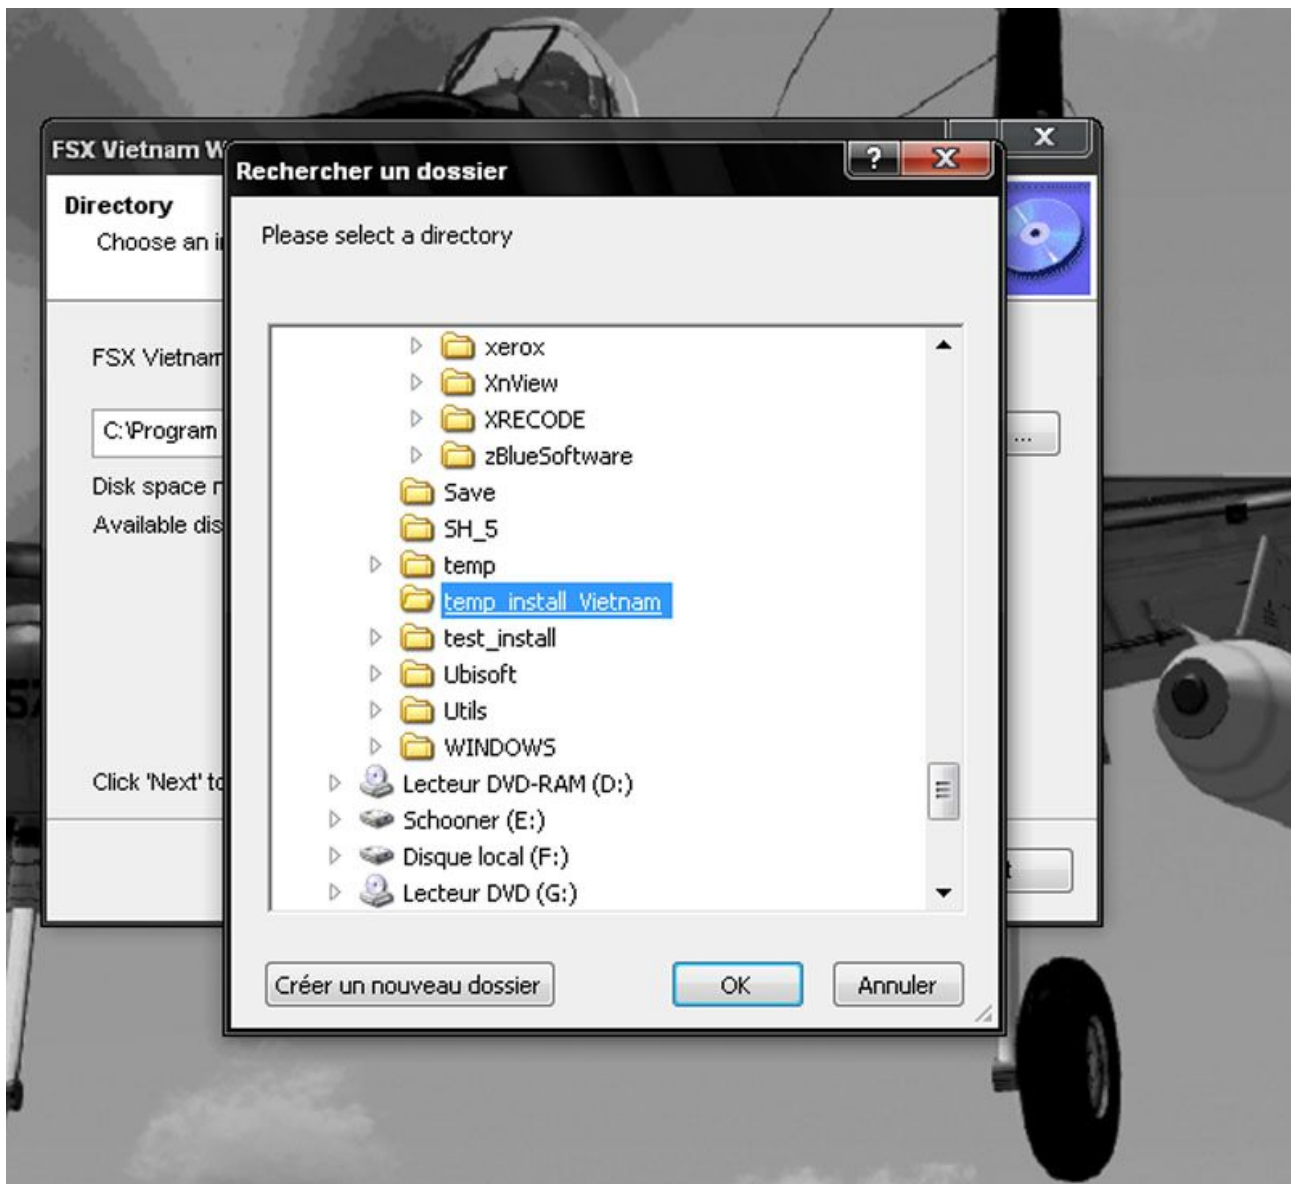 FSX Vietnam W
Rechercher un dossier
?
X
X
Directory
Choose an i
Please select a directory
FSX Vietnam
C:\Program
...
Disk space n
Available dis
Click 'Next' to
xerox
XnView
XRECODE
zBlueSoftware
Save
SH_5
temp
temp_install_Vietnam
test_install
Ubisoft
Utils
WINDOWS
Lecteur DVD-RAM (D:)
Schooner (E:)
Disque local (F:)
Lecteur DVD (G:)
Créer un nouveau dossier
OK
Annuler